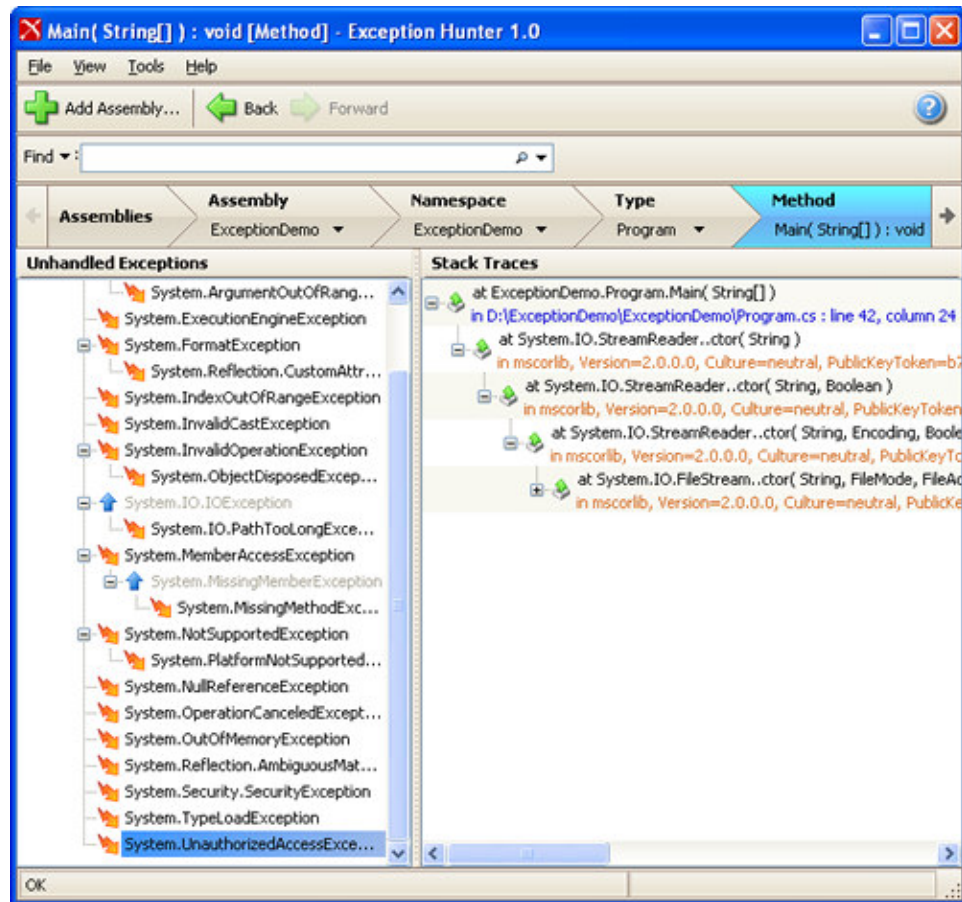 Main( String[] ) : void [Method] - Exception Hunter 1.0
File View Tools Help
Add Assembly... Back Forward
Find :
Assemblies
Assembly
ExceptionDemo
Namespace
ExceptionDemo
Type
Program
Method
Main( String[] ) : void
Unhandled Exceptions
System.ArgumentOutOfRang...
System.ExecutionEngineException
System.FormatException
System.Reflection.CustomAttr...
System.IndexOutOfRangeException
System.InvalidCastException
System.InvalidOperationException
System.ObjectDisposedExcep...
System.IO.IOException
System.IO.PathTooLongExce...
System.MemberAccessException
System.MissingMemberException
System.MissingMethodExc...
System.NotSupportedException
System.PlatformNotSupported...
System.NullReferenceException
System.OperationCanceledExcept...
System.OutOfMemoryException
System.Reflection.AmbiguousMat...
System.Security.SecurityException
System.TypeLoadException
System.UnauthorizedAccessExce...
Stack Traces
at ExceptionDemo.Program.Main( String[] )
in D:\ExceptionDemo\ExceptionDemo\Program.cs : line 42, column 24
at System.IO.StreamReader..ctor( String )
in mscorlib, Version=2.0.0.0, Culture=neutral, PublicKeyToken=b7
at System.IO.StreamReader..ctor( String, Boolean )
in mscorlib, Version=2.0.0.0, Culture=neutral, PublicKeyToken
at System.IO.StreamReader..ctor( String, Encoding, Boole
in mscorlib, Version=2.0.0.0, Culture=neutral, PublicKeyTo
at System.IO.FileStream..ctor( String, FileMode, FileAc
in mscorlib, Version=2.0.0.0, Culture=neutral, PublicKe
OK